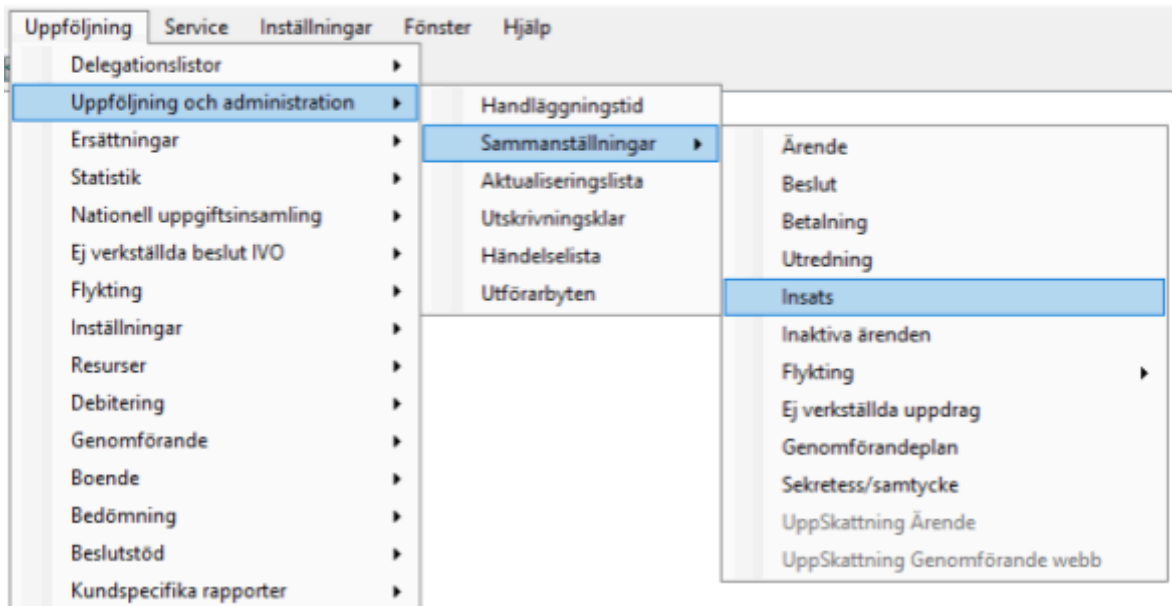 Uppföljning Service Inställningar Fönster Hjälp
Delegationslistor
Uppföljning och administration
Ersättningar
Statistik
Nationell uppgiftsinsamling
Ej verkställda beslut IVO
Flykting
Inställningar
Resurser
Debitering
Genomförande
Boende
Bedömning
Beslutstöd
Kundspecifika rapporter
Handläggningstid
Sammanställningar
Aktualiseringslista
Utskrivningsklar
Händelselista
Utförarbyten
Ärende
Beslut
Betalning
Utredning
Insats
Inaktiva ärenden
Flykting
Ej verkställda uppdrag
Genomförandeplan
Sekretess/samtycke
UppSkattning Ärende
UppSkattning Genomförande webb